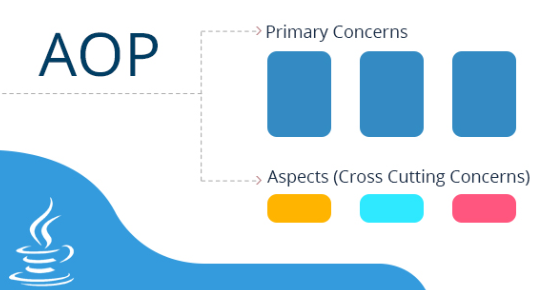 AOP
Primary Concerns
Aspects (Cross Cutting Concerns)